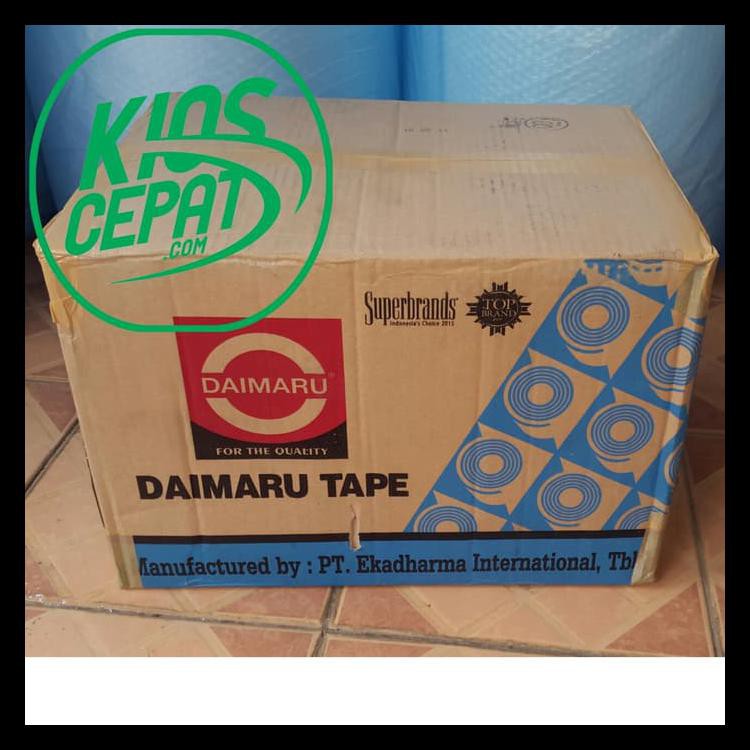 KIOS
CEPAT
.COM
Superbrands
Indonesia's Choice 2015
TOP
BRAND
DAIMARU®
FOR THE QUALITY
DAIMARU TAPE
Manufactured by : PT. Ekadharma International, Tbk